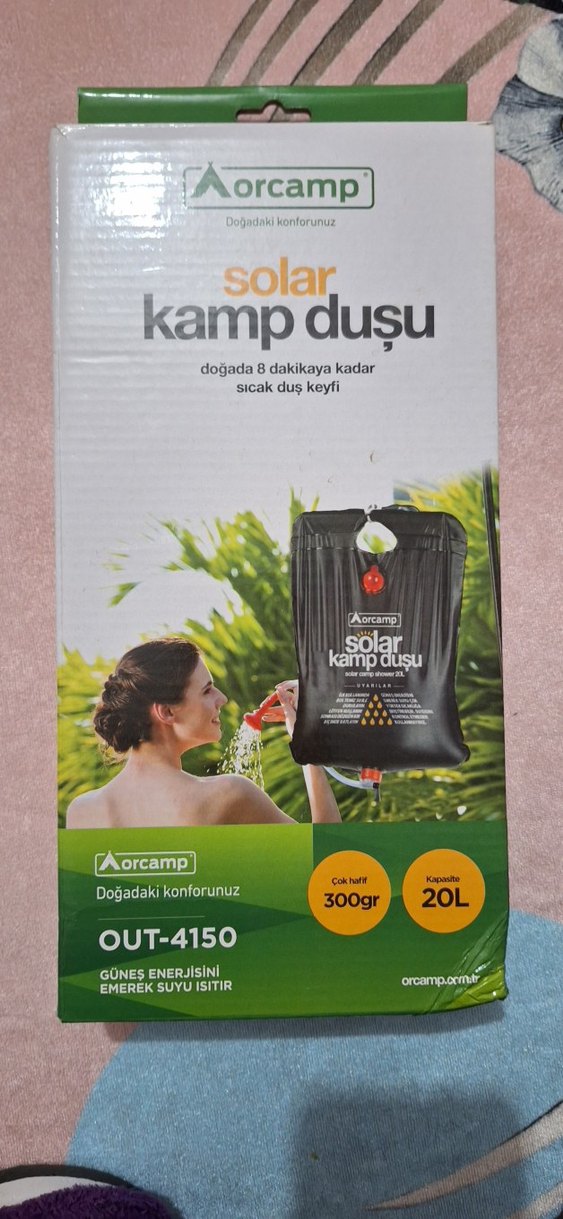 orcamp
Doğadaki konforunuz
solar
kamp duşu
doğada 8 dakikaya kadar
sıcak duş keyfi
orcamp
solar
kamp duşu
solar camp shower 20L
UYARILAR
orcamp
Doğadaki konforunuz
OUT-4150
GÜNEŞ ENERJİSİNİ
EMEREK SUYU ISITIR
Çok hafif
300gr
Kapasite
20L
orcamp.com.tr